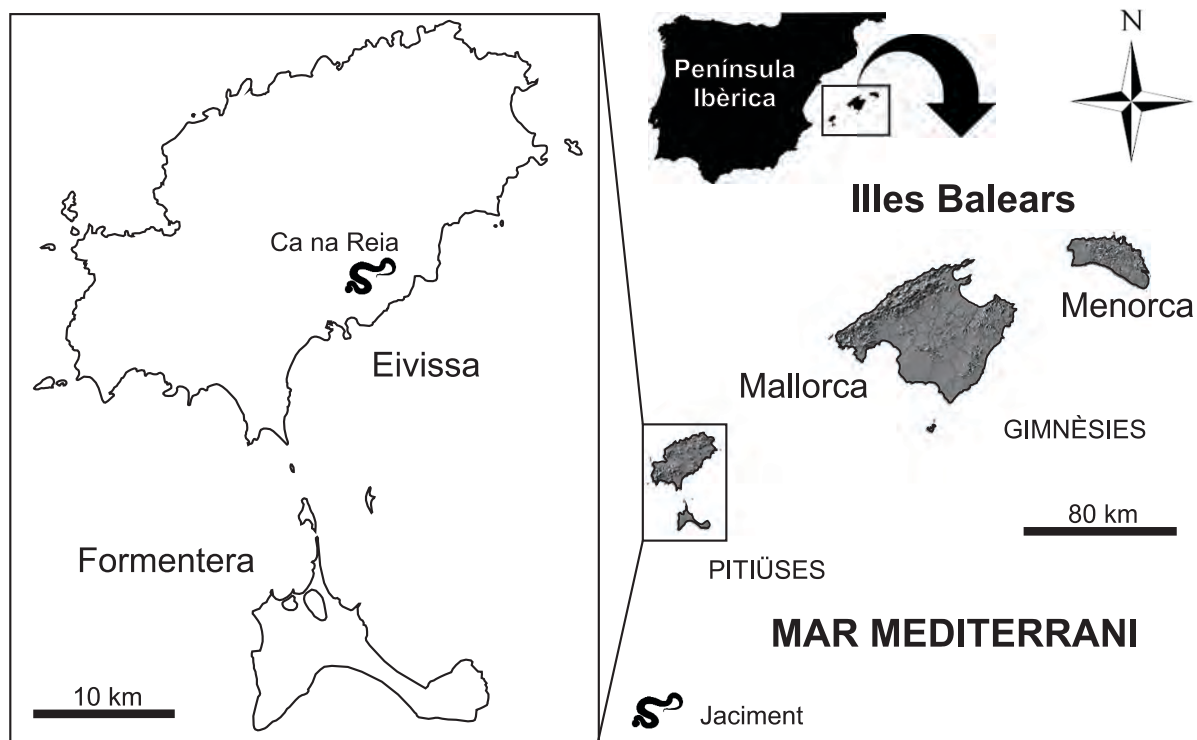 Ca na Reia
Eivissa
Formentera
10 km
Península
Ibèrica
N
Illes Balears
Menorca
Mallorca
GIMNÈSIES
80 km
PITIÜSES
MAR MEDITERRANI
Jaciment